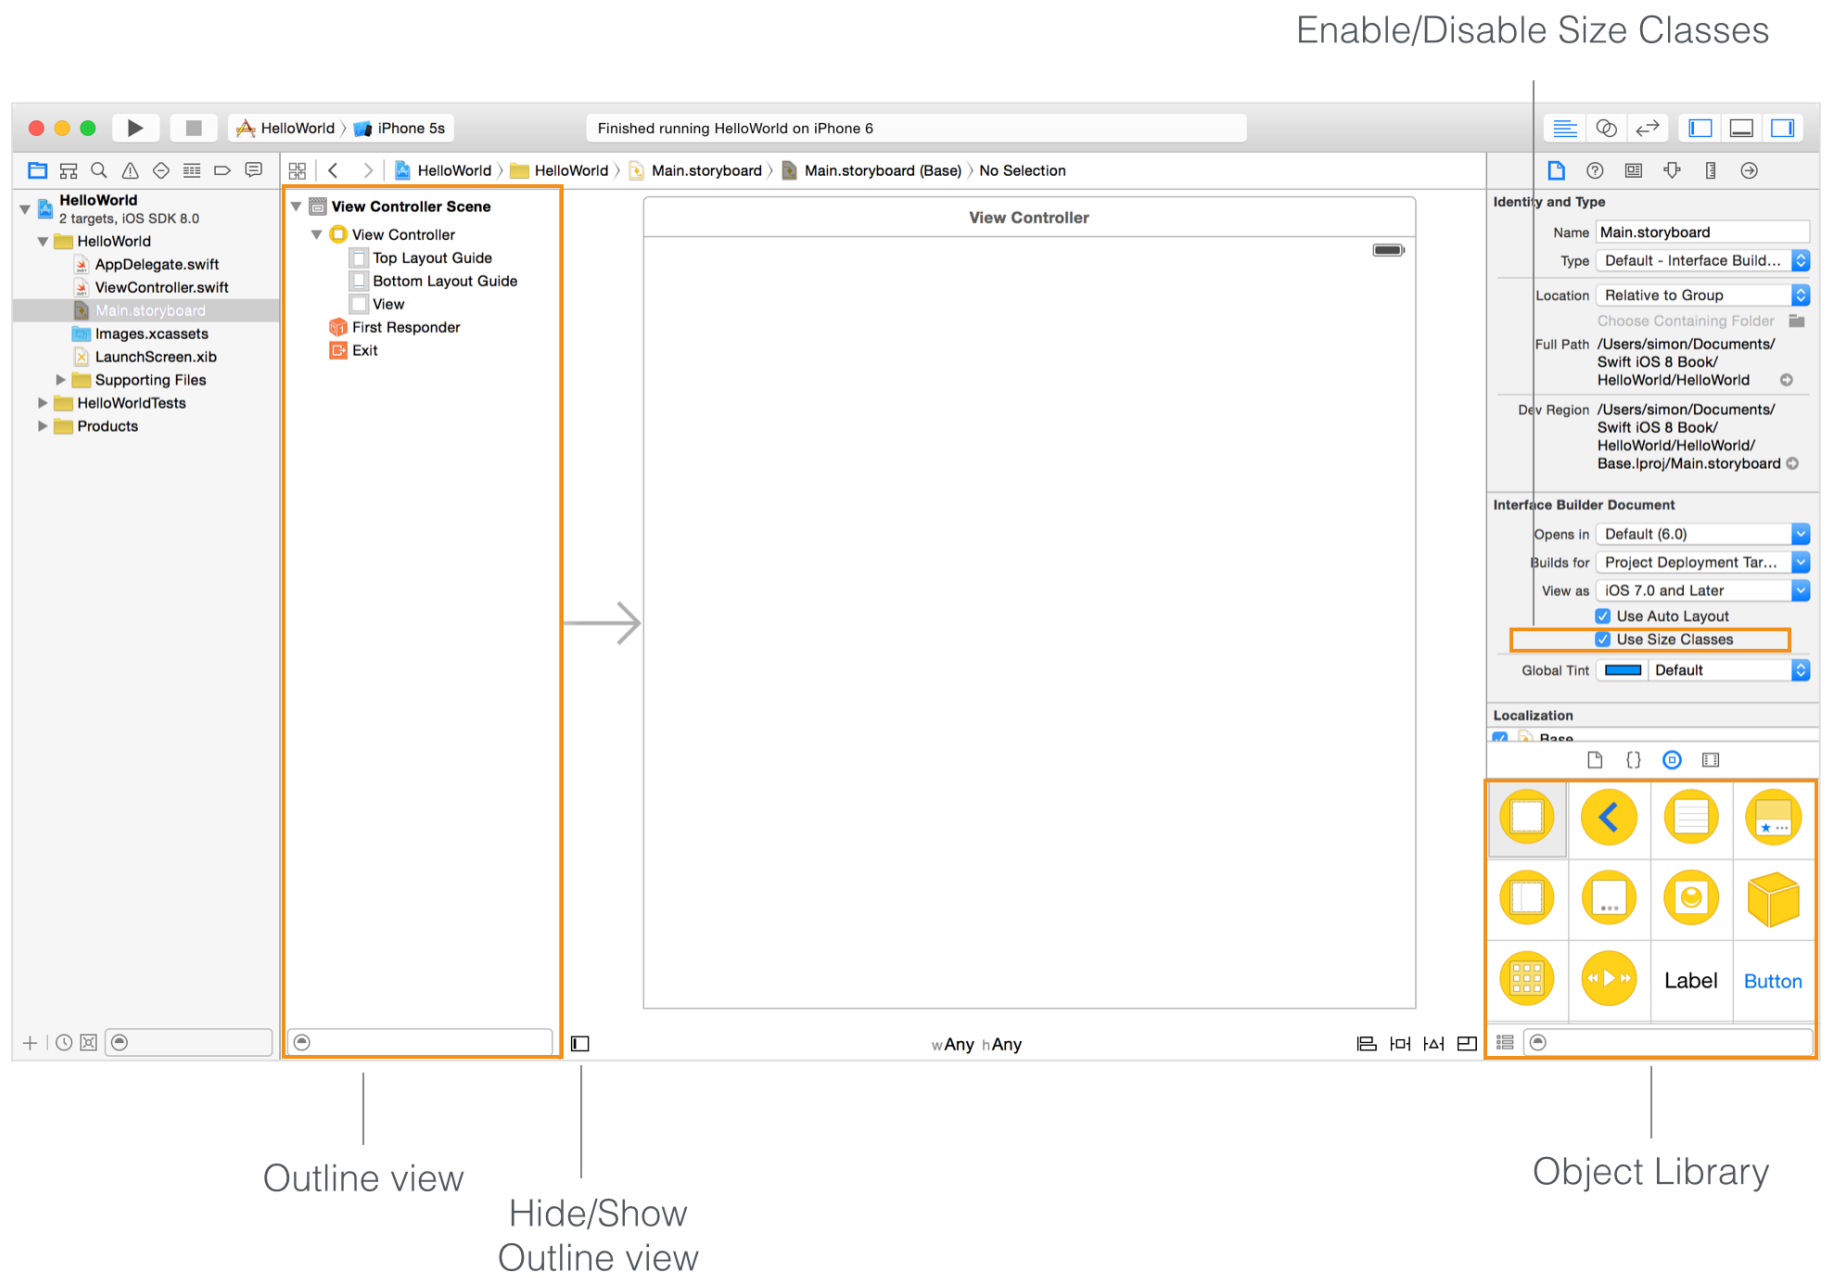 Enable/Disable Size Classes
HelloWorld
iPhone 5s
Finished running HelloWorld on iPhone 6
HelloWorld
HelloWorld
Main.storyboard
Main.storyboard (Base)
No Selection
HelloWorld
2 targets, iOS SDK 8.0
HelloWorld
AppDelegate.swift
ViewController.swift
Main.storyboard
Images.xcassets
LaunchScreen.xib
Supporting Files
HelloWorldTests
Products
View Controller Scene
View Controller
Top Layout Guide
Bottom Layout Guide
View
First Responder
Exit
View Controller
wAny hAny
Identity and Type
Name Main.storyboard
Type Default - Interface Build...
Location Relative to Group
Choose Containing Folder
Full Path /Users/simon/Documents/
Swift iOS 8 Book/
HelloWorld/HelloWorld
Dev Region /Users/simon/Documents/
Swift iOS 8 Book/
HelloWorld/HelloWorld/
Base.lproj/Main.storyboard
Interface Builder Document
Opens in Default (6.0)
Builds for Project Deployment Tar...
View as iOS 7.0 and Later
Use Auto Layout
Use Size Classes
Global Tint Default
Localization
Base
Label
Button
Outline view
Hide/Show
Outline view
Object Library